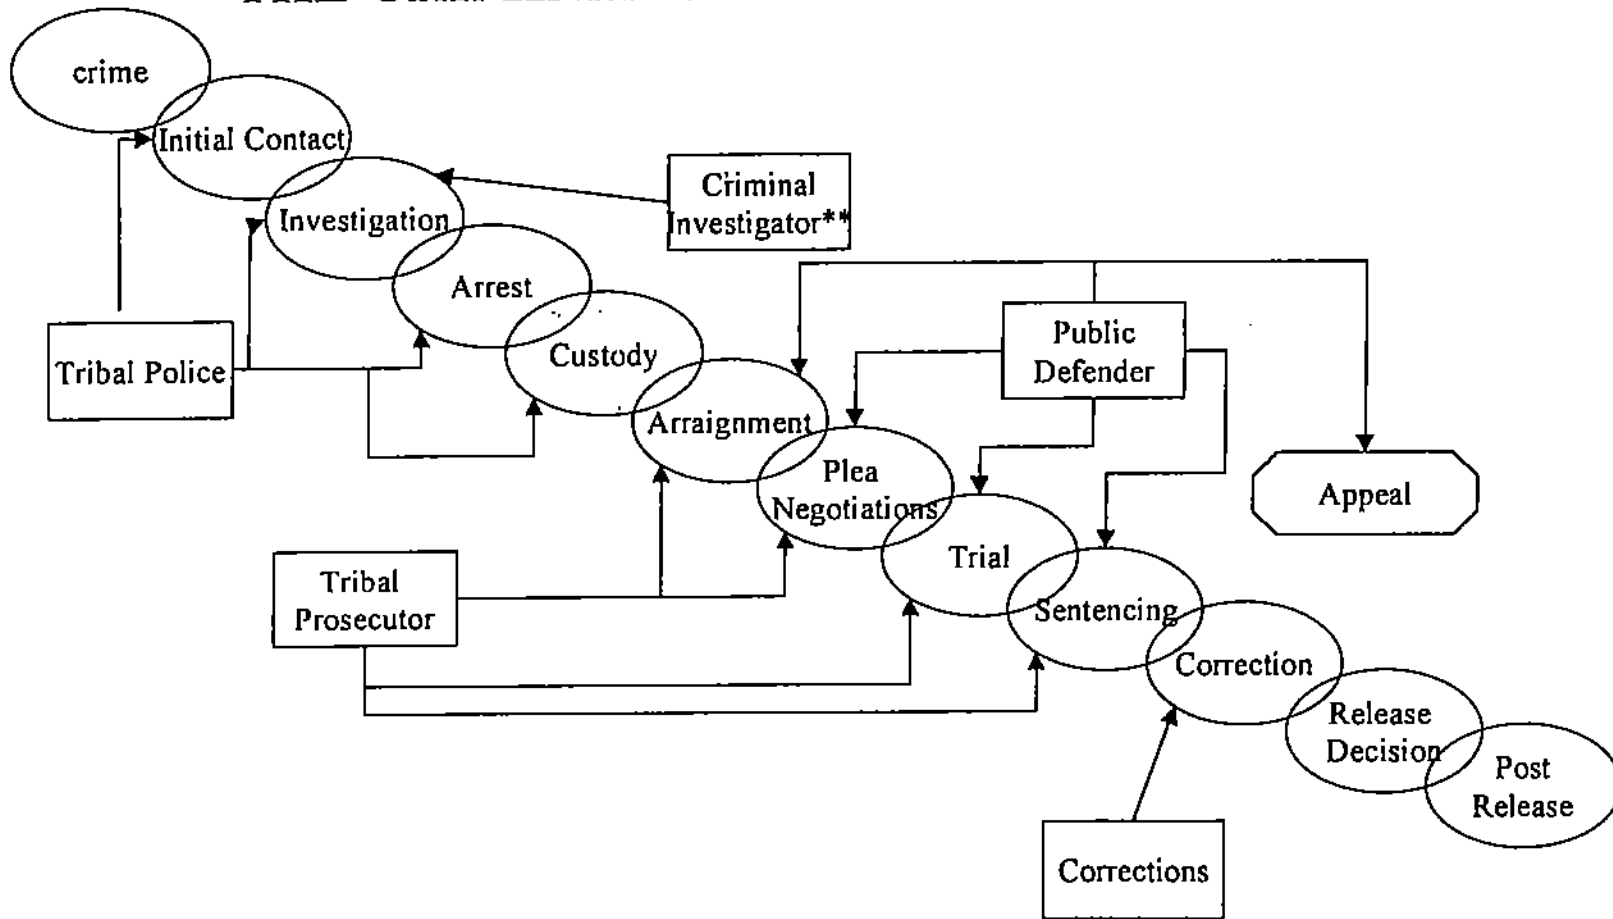 crime
Initial Contact
Investigation
Criminal
Investigator**
Arrest
Tribal Police
Custody
Public
Defender
Arraignment
Plea
Negotiations
Appeal
Trial
Tribal
Prosecutor
Sentencing
Correction
Release
Decision
Post
Release
Corrections